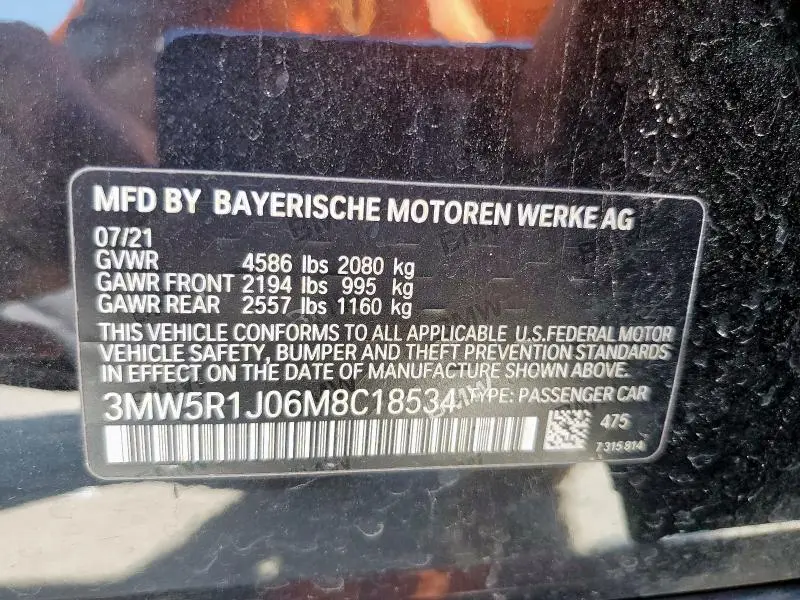 MFD BY BAYERISCHE MOTOREN WERKE AG
07/21
GVWR 4586 lbs 2080 kg
GAWR FRONT 2194 lbs 995 kg
GAWR REAR 2557 lbs 1160 kg
THIS VEHICLE CONFORMS TO ALL APPLICABLE U.S.FEDERAL MOTOR
VEHICLE SAFETY, BUMPER AND THEFT PREVENTION STANDARDS
IN EFFECT ON THE DATE OF MANUFACTURE SHOWN ABOVE.
3MW5R1J06M8C18534 TYPE: PASSENGER CAR
475
7 315 814